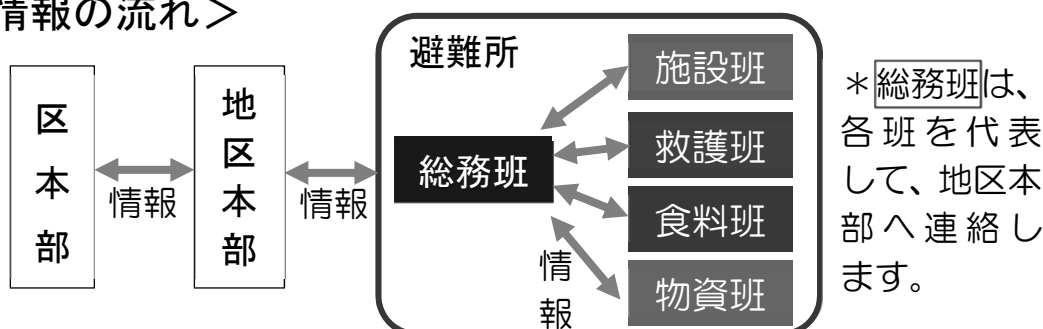 情報の流れ＞
区本部
情報
地区本部
情報
避難所
総務班
施設班
救護班
食料班
物資班
情報
＊総務班は、
各班を代表
して、地区本
部へ連絡し
ます。